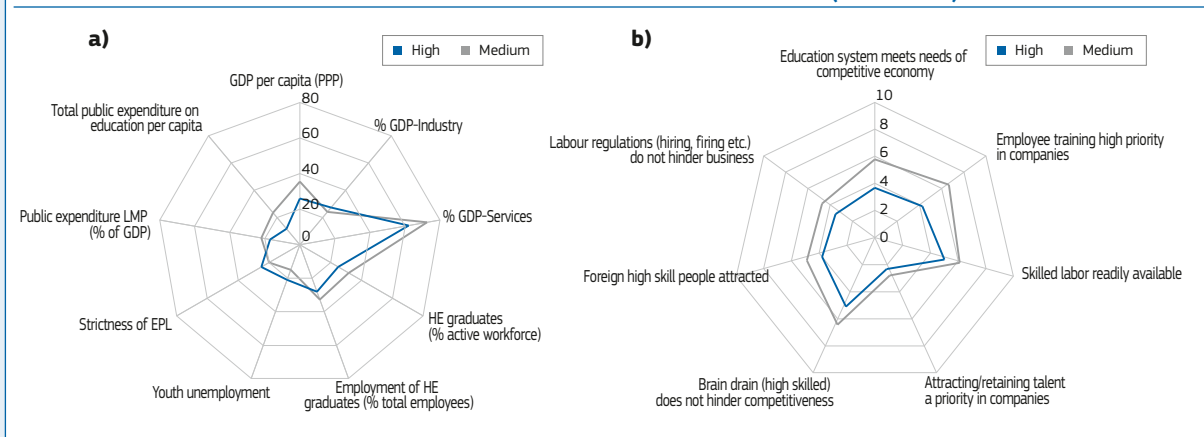 a)
High Medium
GDP per capita (PPP)
Total public expenditure on
education per capita
% GDP-Industry
Public expenditure LMP
(% of GDP)
% GDP-Services
Strictness of EPL
HE graduates
(% active workforce)
Youth unemployment
Employment of HE
graduates (% total employees)
80
60
40
20
0
b)
High Medium
Education system meets needs of
competitive economy
Labour regulations (hiring, firing etc.)
do not hinder business
Employee training high priority
in companies
Foreign high skill people attracted
Skilled labor readily available
Brain drain (high skilled)
does not hinder competitiveness
Attracting/retaining talent
a priority in companies
10
8
6
4
2
0